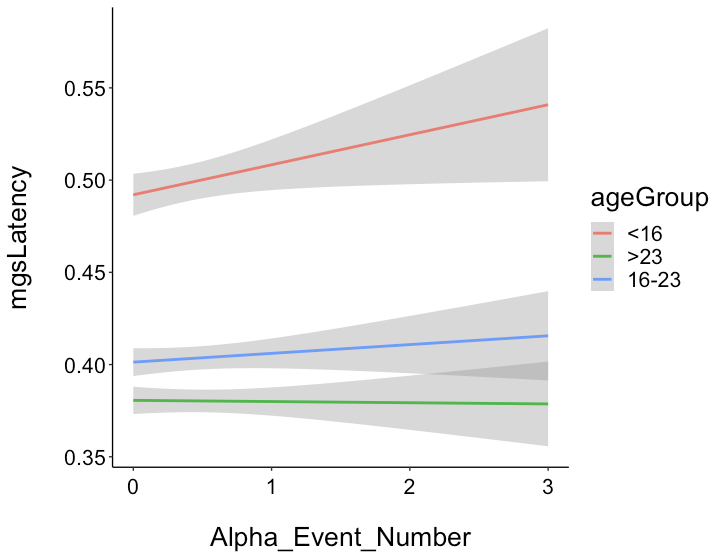 mgsLatency
0.55
0.50
0.45
0.40
0.35
0 1 2 3
Alpha_Event_Number
ageGroup
<16
>23
16-23